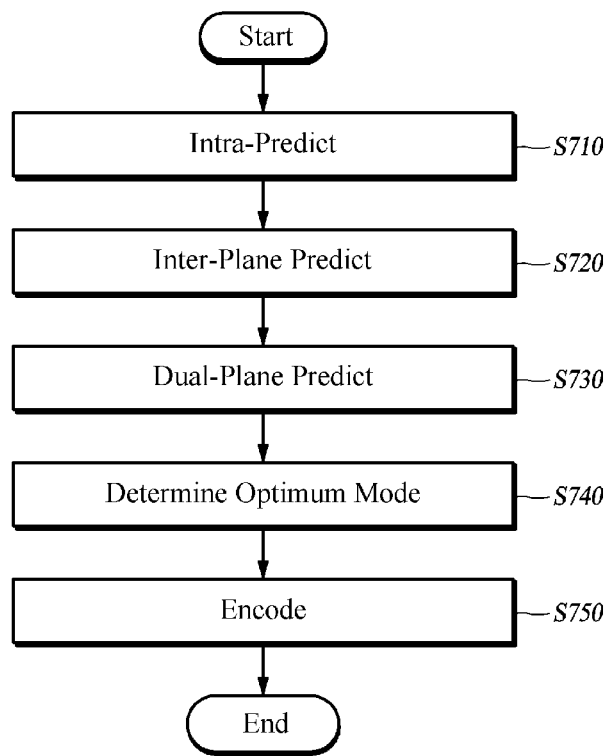 Start
Intra-Predict
S710
Inter-Plane Predict
S720
Dual-Plane Predict
S730
Determine Optimum Mode
S740
Encode
S750
End